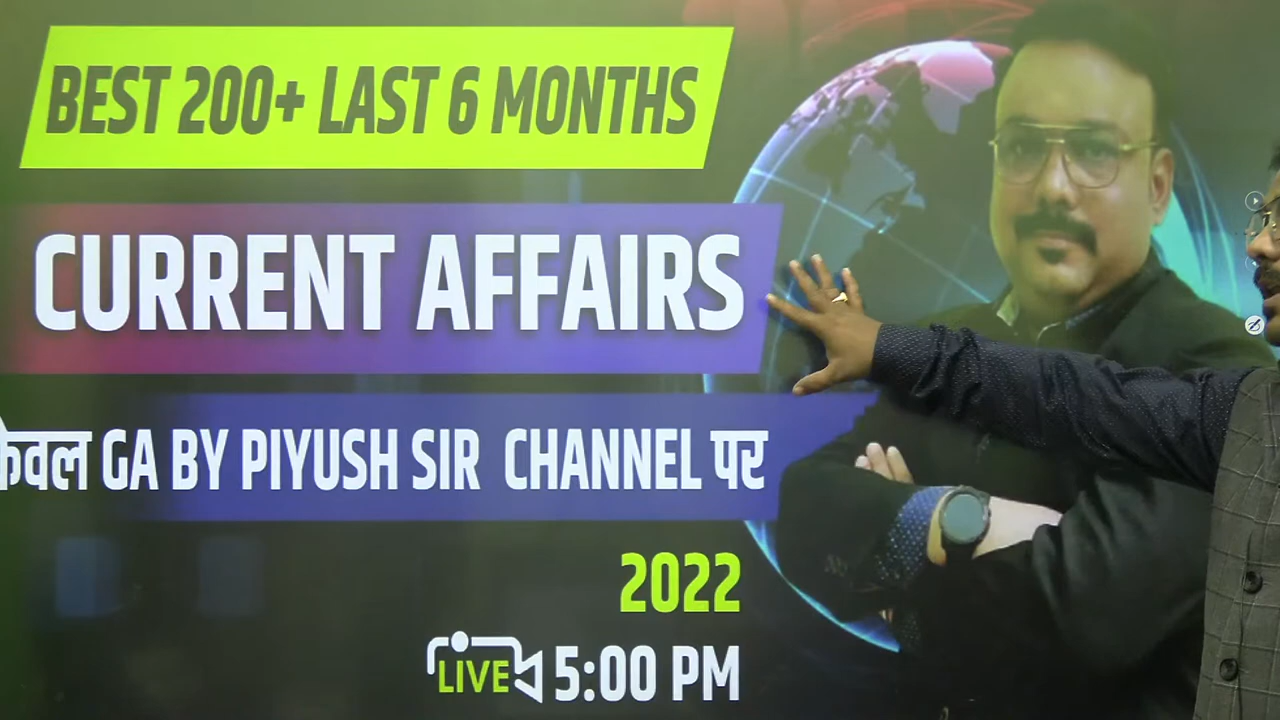 BEST 200+ LAST 6 MONTHS
CURRENT AFFAIRS
केवल GA BY PIYUSH SIR CHANNEL पर
2022
LIVE 5:00 PM